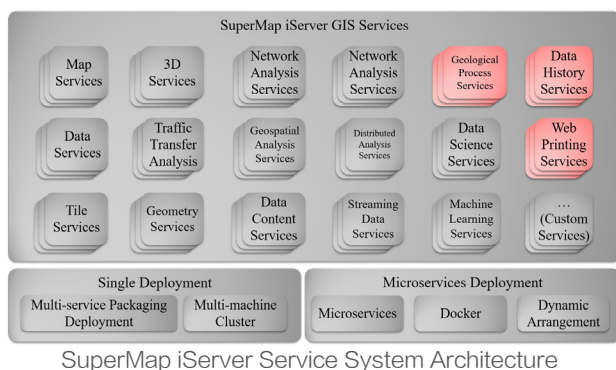 SuperMap iServer GIS Services
Map
Services
3D
Services
Network
Analysis
Services
Network
Analysis
Services
Geological
Process
Services
Data
History
Services
Data
Services
Traffic
Transfer
Analysis
Geospatial
Analysis
Services
Distributed
Analysis
Services
Data
Science
Services
Web
Printing
Services
Tile
Services
Geometry
Services
Data
Content
Services
Streaming
Data
Services
Machine
Learning
Services
…
(Custom
Services)
Single Deployment
Multi-service Packaging
Deployment
Multi-machine
Cluster
Microservices Deployment
Microservices
Docker
Dynamic
Arrangement
SuperMap iServer Service System Architecture